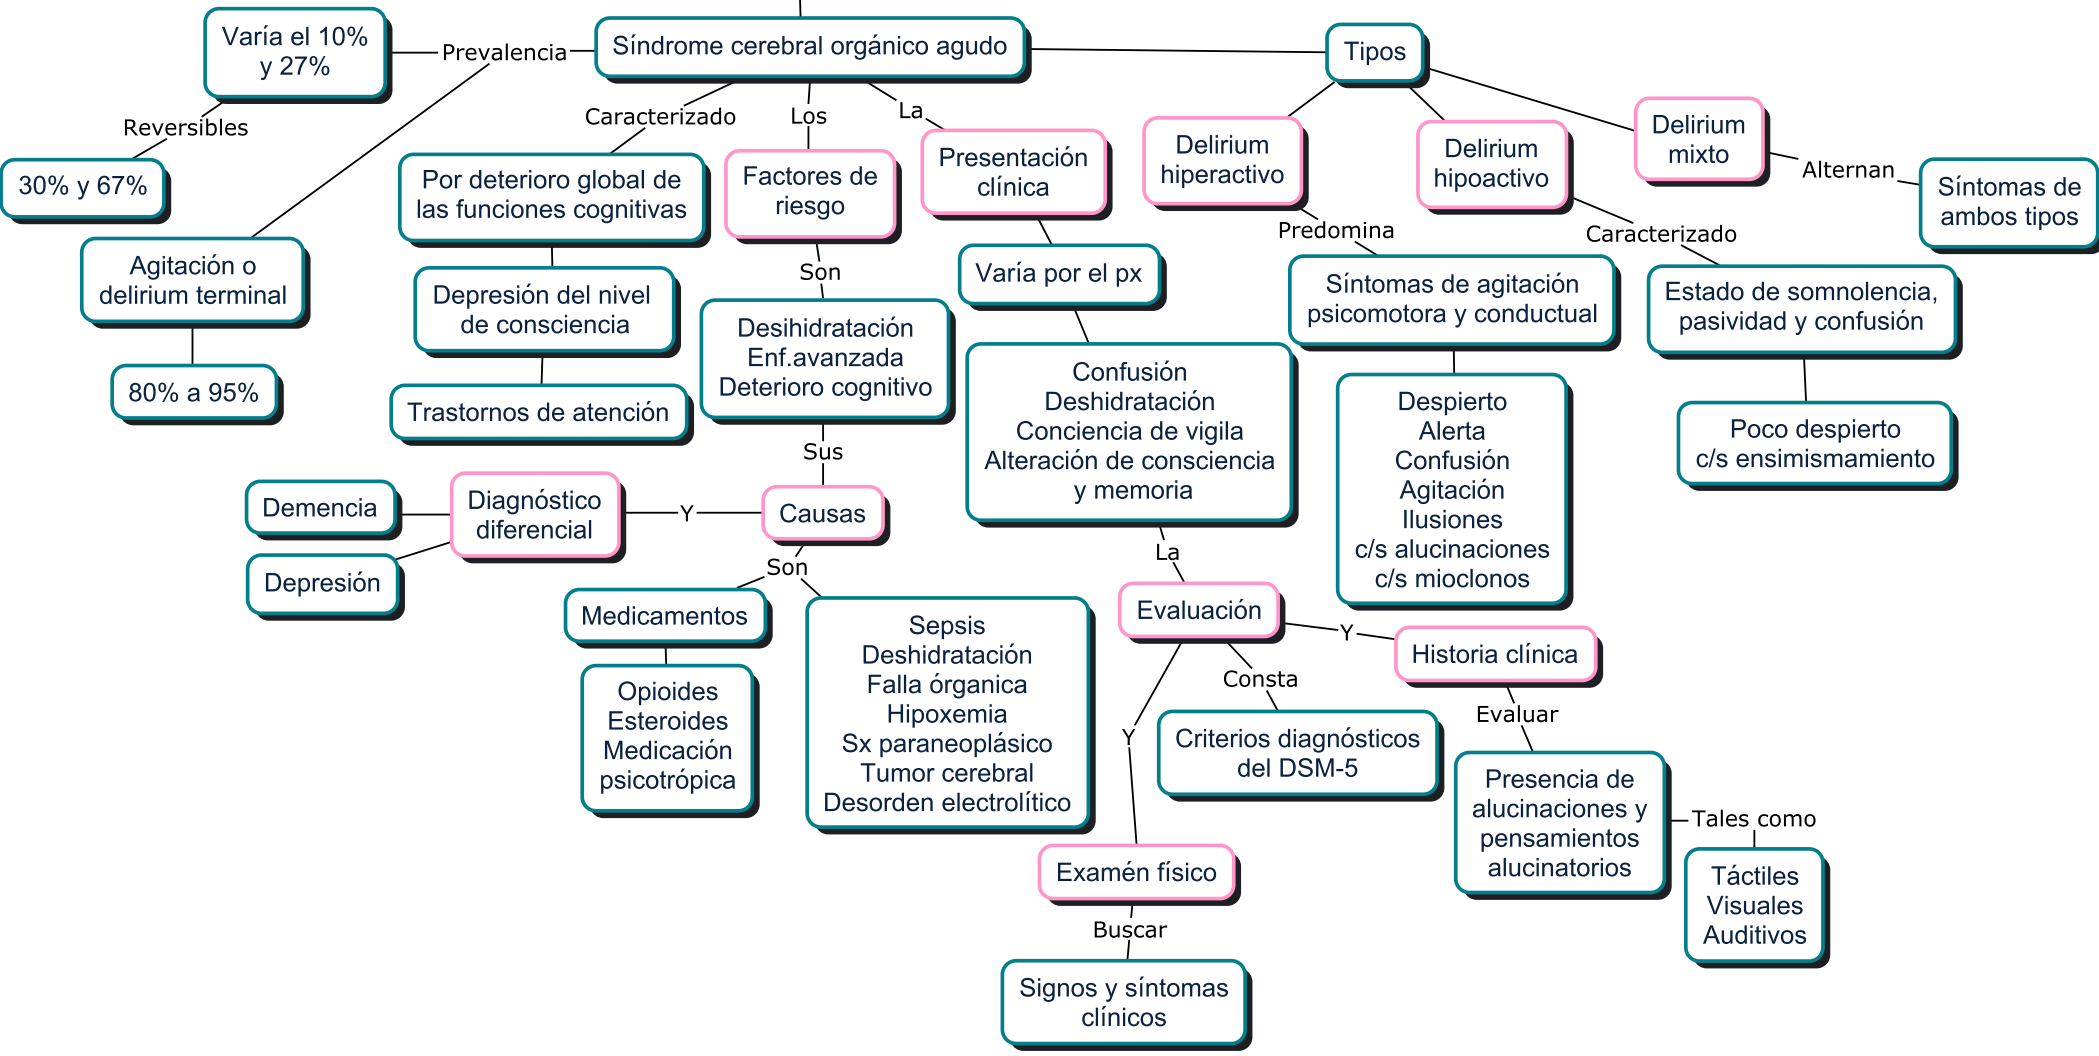 Varía el 10%
y 27%
Prevalencia
Síndrome cerebral orgánico agudo
Tipos
Reversibles
30% y 67%
Agitación o
delirium terminal
80% a 95%
Caracterizado
Por deterioro global de
las funciones cognitivas
Depresión del nivel
de consciencia
Trastornos de atención
Los
Factores de
riesgo
Son
Desihidratación
Enf.avanzada
Deterioro cognitivo
Sus
Causas
Y
Diagnóstico
diferencial
Demencia
Depresión
Son
Medicamentos
Opioides
Esteroides
Medicación
psicotrópica
Sepsis
Deshidratación
Falla órganica
Hipoxemia
Sx paraneoplásico
Tumor cerebral
Desorden electrolítico
La
Presentación
clínica
Varía por el px
Confusión
Deshidratación
Conciencia de vigila
Alteración de consciencia
y memoria
La
Evaluación
Y
Historia clínica
Evaluar
Presencia de
alucinaciones y
pensamientos
alucinatorios
Tales como
Táctiles
Visuales
Auditivos
Consta
Criterios diagnósticos
del DSM-5
Y
Examén físico
Buscar
Signos y síntomas
clínicos
Delirium
hiperactivo
Predomina
Síntomas de agitación
psicomotora y conductual
Despierto
Alerta
Confusión
Agitación
Ilusiones
c/s alucinaciones
c/s mioclonos
Delirium
hipoactivo
Caracterizado
Estado de somnolencia,
pasividad y confusión
Poco despierto
c/s ensimismamiento
Delirium
mixto
Alternan
Síntomas de
ambos tipos